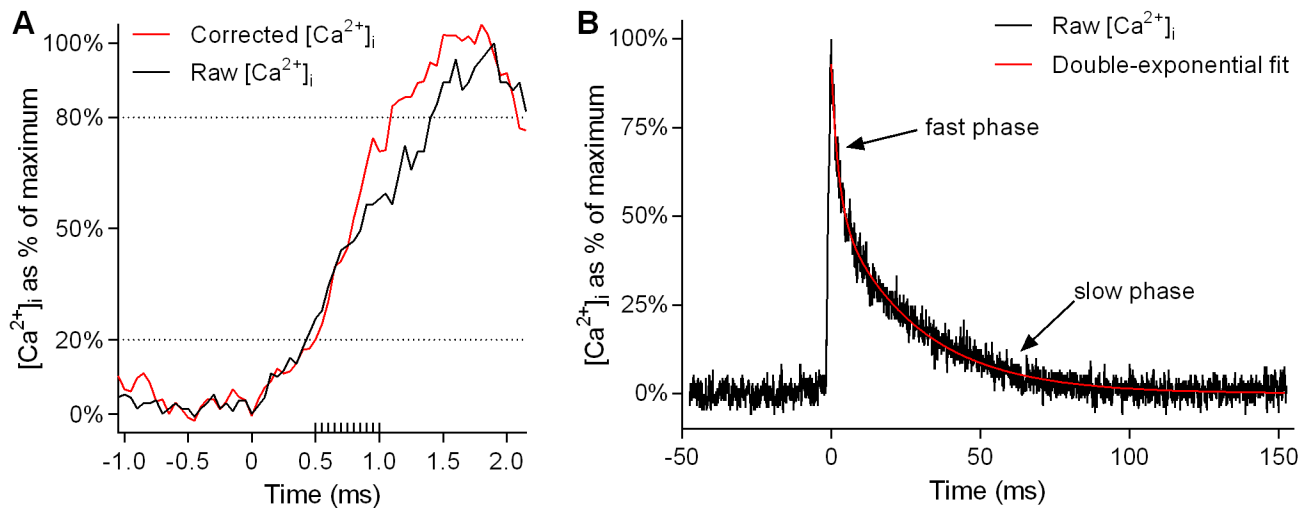 A
Corrected [Ca²⁺]ᵢ
Raw [Ca²⁺]ᵢ
[Ca²⁺]ᵢ as % of maximum
100%
80%
50%
20%
0%
-1.0 -0.5 0 0.5 1.0 1.5 2.0
Time (ms)
B
Raw [Ca²⁺]ᵢ
Double-exponential fit
fast phase
slow phase
[Ca²⁺]ᵢ as % of maximum
100%
75%
50%
25%
0%
-50 0 50 100 150
Time (ms)